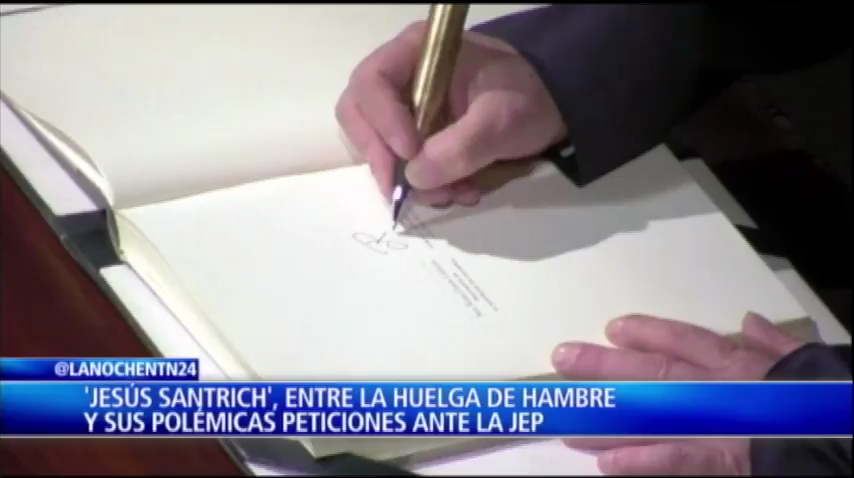 @LANOCHENTN24
'JESÚS SANTRICH', ENTRE LA HUELGA DE HAMBRE
Y SUS POLÉMICAS PETICIONES ANTE LA JEP